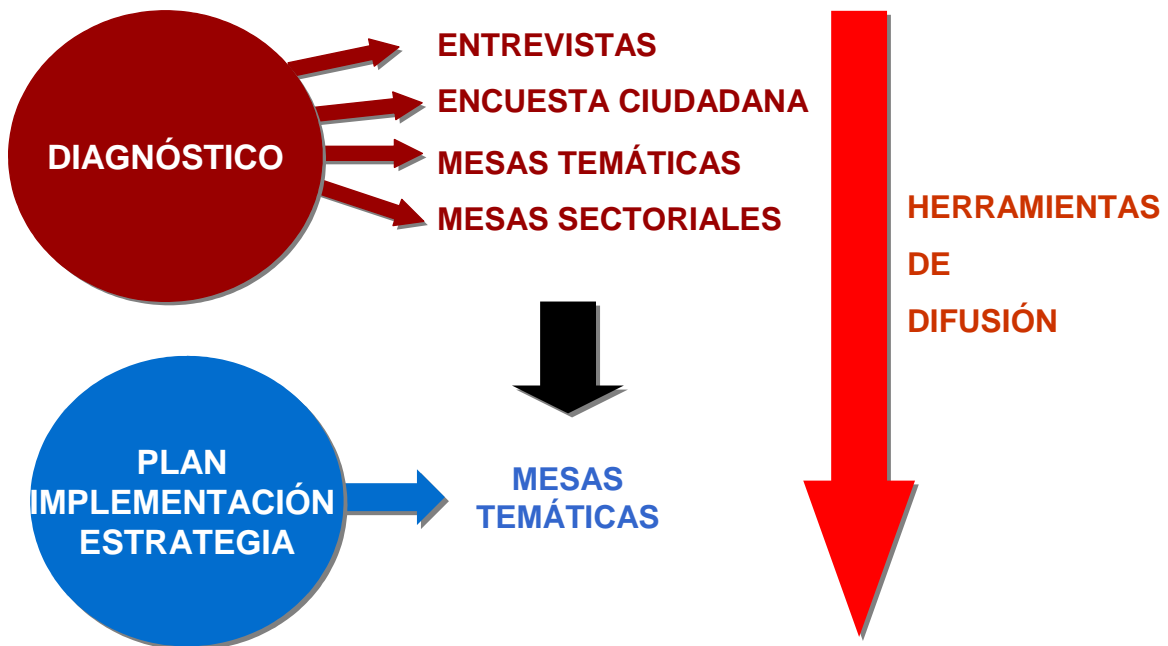 DIAGNÓSTICO
ENTREVISTAS
ENCUESTA CIUDADANA
MESAS TEMÁTICAS
MESAS SECTORIALES
HERRAMIENTAS
DE
DIFUSIÓN
PLAN
IMPLEMENTACIÓN
ESTRATEGIA
MESAS
TEMÁTICAS